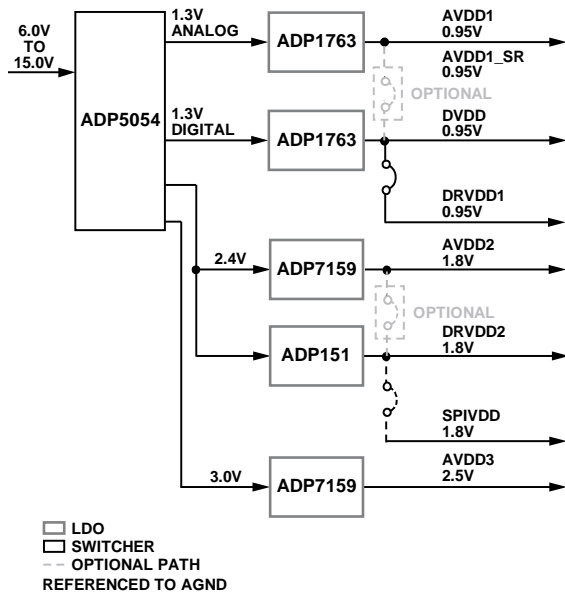 6.0V
TO
15.0V
ADP5054
1.3V
ANALOG
ADP1763
AVDD1
0.95V
AVDD1_SR
0.95V
OPTIONAL
1.3V
DIGITAL
ADP1763
DVDD
0.95V
DRVDD1
0.95V
2.4V
ADP7159
AVDD2
1.8V
OPTIONAL
ADP151
DRVDD2
1.8V
SPIVDD
1.8V
3.0V
ADP7159
AVDD3
2.5V
LDO
SWITCHER
OPTIONAL PATH
REFERENCED TO AGND